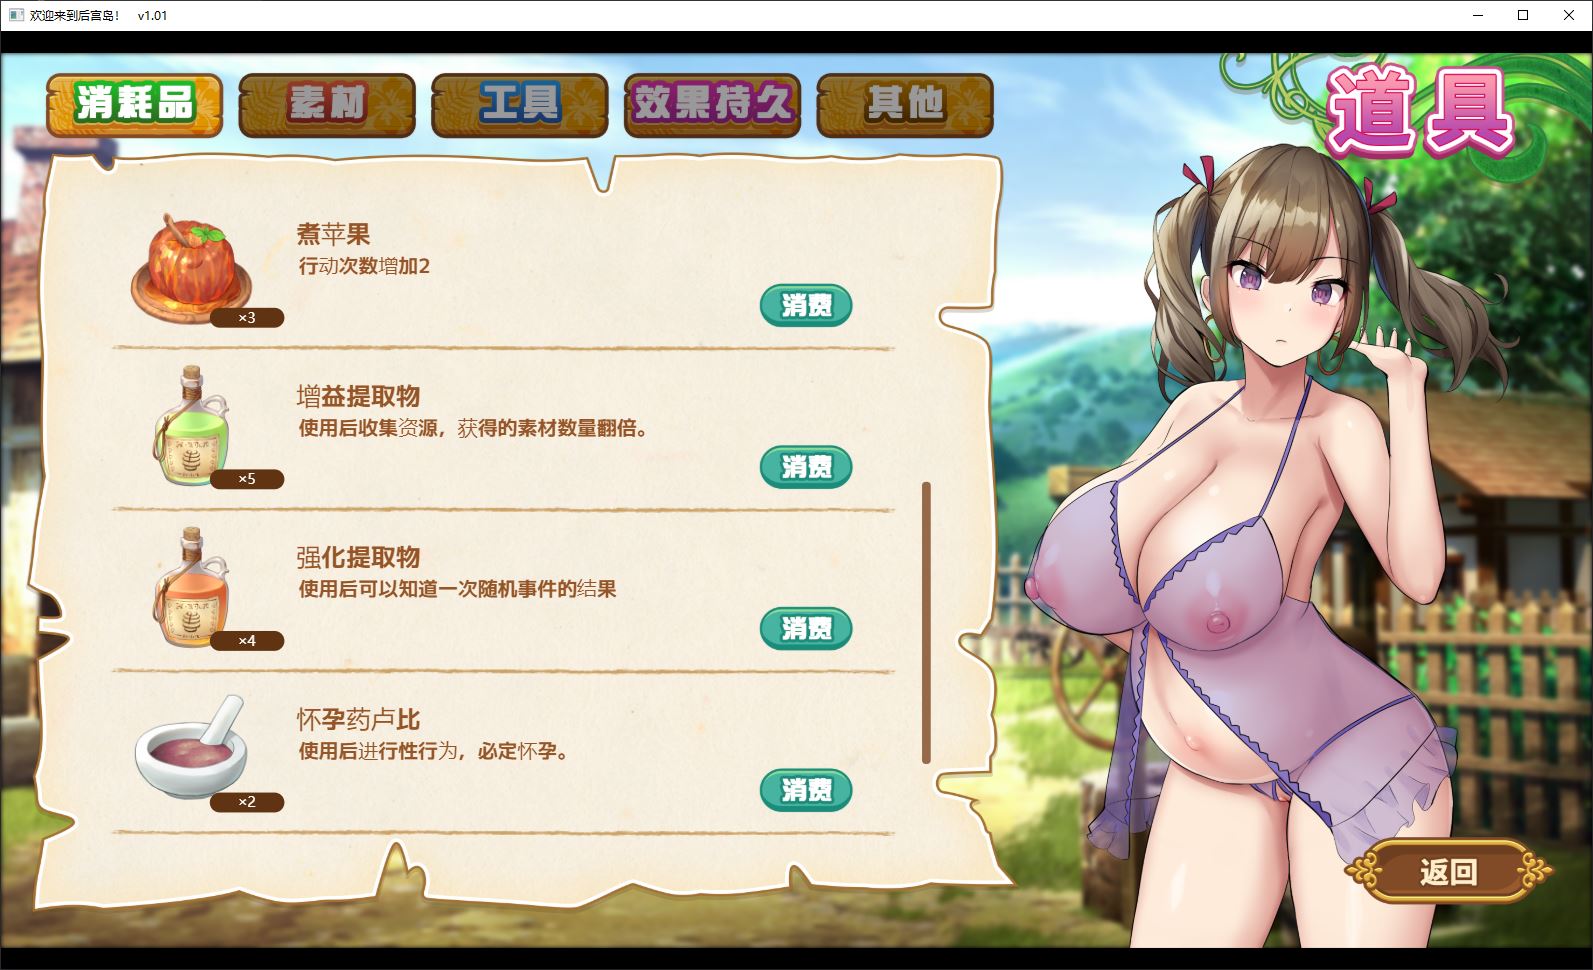 欢迎来到后宫岛! v1.01
消耗品 素材 工具 效果持久 其他
道具
煮苹果
行动次数增加2
×3
消费
增益提取物
使用后收集资源，获得的素材数量翻倍。
×5
消费
强化提取物
使用后可以知道一次随机事件的结果
×4
消费
怀孕药卢比
使用后进行性行为，必定怀孕。
×2
消费
返回